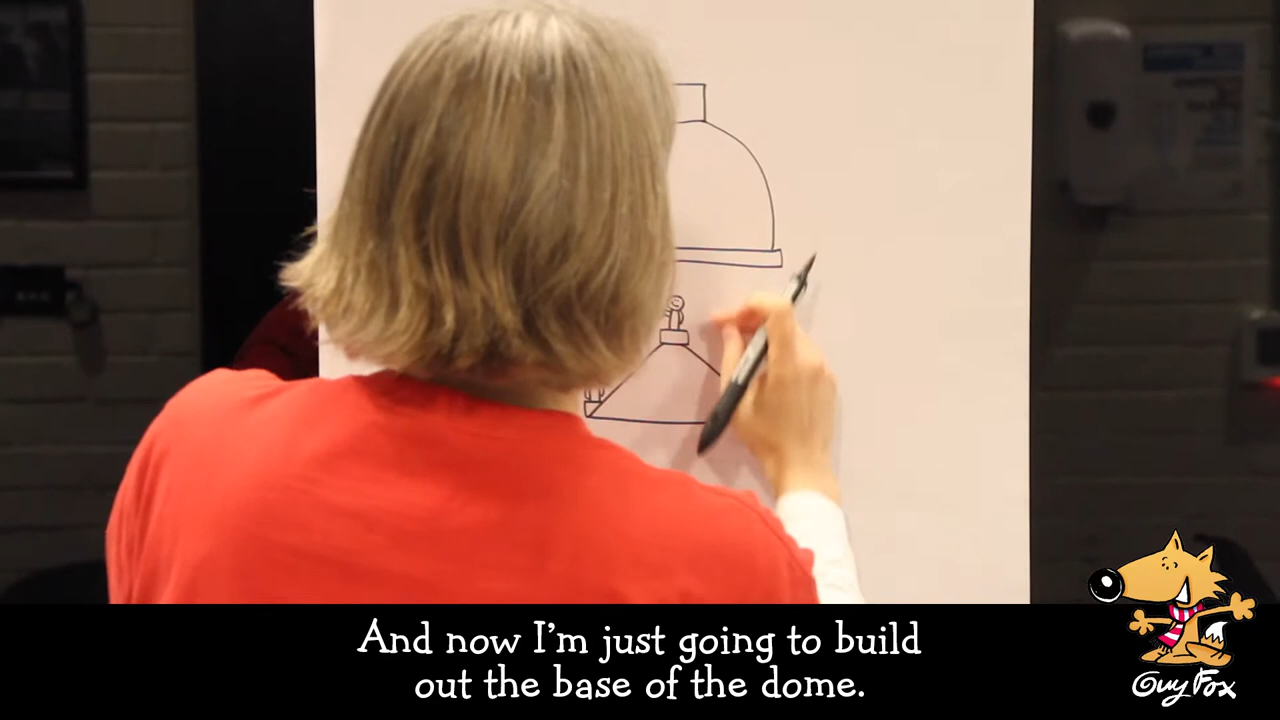 And now I'm just going to build
out the base of the dome.
Guy Fox